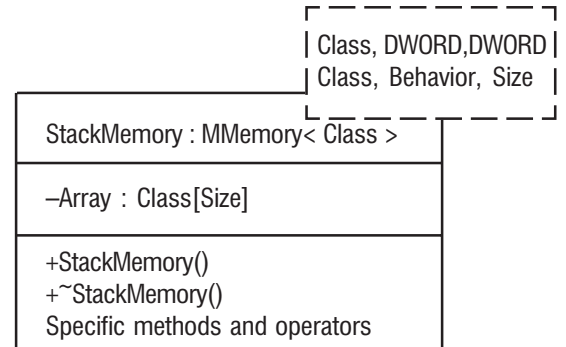 Class, DWORD,DWORD
Class, Behavior, Size
StackMemory : MMemory< Class >
–Array : Class[Size]
+StackMemory()
+~StackMemory()
Specific methods and operators